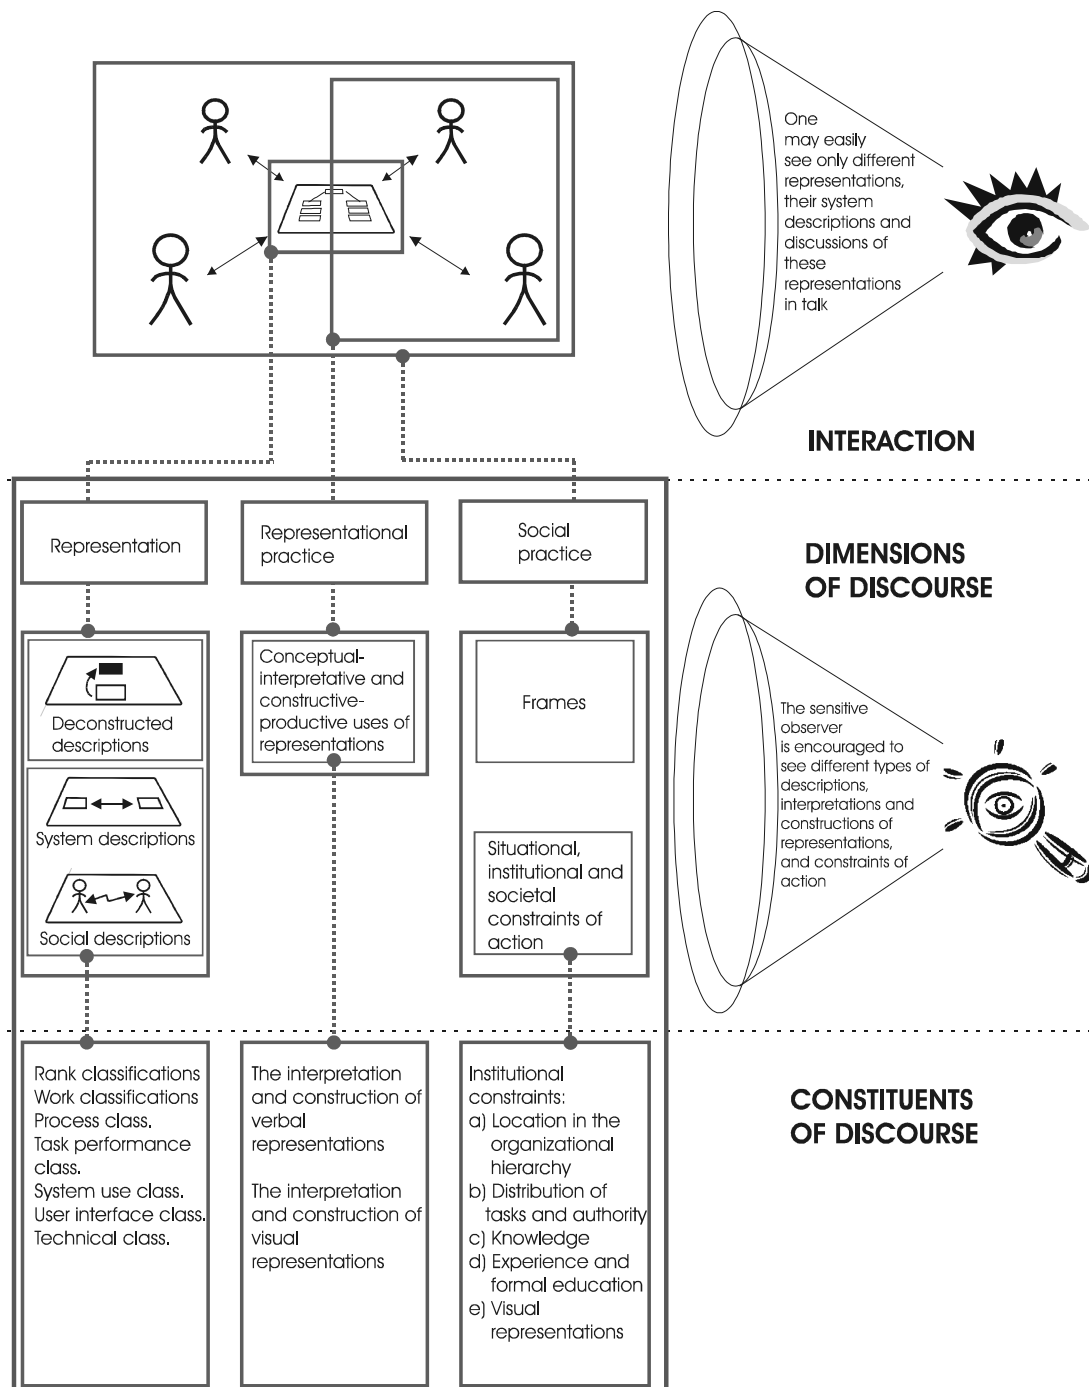 One
may easily
see only different
representations,
their system
descriptions and
discussions of
these
representations
in talk
INTERACTION
Representation
Representational
practice
Social
practice
DIMENSIONS
OF DISCOURSE
Deconstructed
descriptions
System descriptions
Social descriptions
Conceptual-
interpretative and
constructive-
productive uses of
representations
Frames
Situational,
institutional and
societal
constraints of
action
The sensitive
observer
is encouraged to
see different types of
descriptions,
interpretations and
constructions of
representations,
and constraints of
action
Rank classifications
Work classifications
Process class.
Task performance
class.
System use class.
User interface class.
Technical class.
The interpretation
and construction of
verbal
representations
The interpretation
and construction of
visual
representations
Institutional
constraints:
a) Location in the
organizational
hierarchy
b) Distribution of
tasks and authority
c) Knowledge
d) Experience and
formal education
e) Visual
representations
CONSTITUENTS
OF DISCOURSE